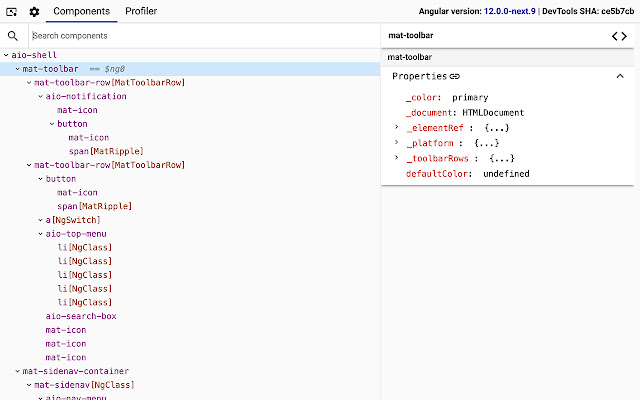 Components Profiler Angular version: 12.0.0-next.9 | DevTools SHA: ce5b7cb
Search components
aio-shell
mat-toolbar == $ng0
mat-toolbar-row[MatToolbarRow]
aio-notification
mat-icon
button
mat-icon
span[MatRipple]
mat-toolbar-row[MatToolbarRow]
button
mat-icon
span[MatRipple]
a[NgSwitch]
aio-top-menu
li[NgClass]
li[NgClass]
li[NgClass]
li[NgClass]
li[NgClass]
aio-search-box
mat-icon
mat-icon
mat-icon
mat-sidenav-container
mat-sidenav[NgClass]
aio-nav-menu
mat-toolbar
mat-toolbar
Properties
_color: primary
_document: HTMLDocument
_elementRef : {...}
_platform : {...}
_toolbarRows : {...}
defaultColor: undefined